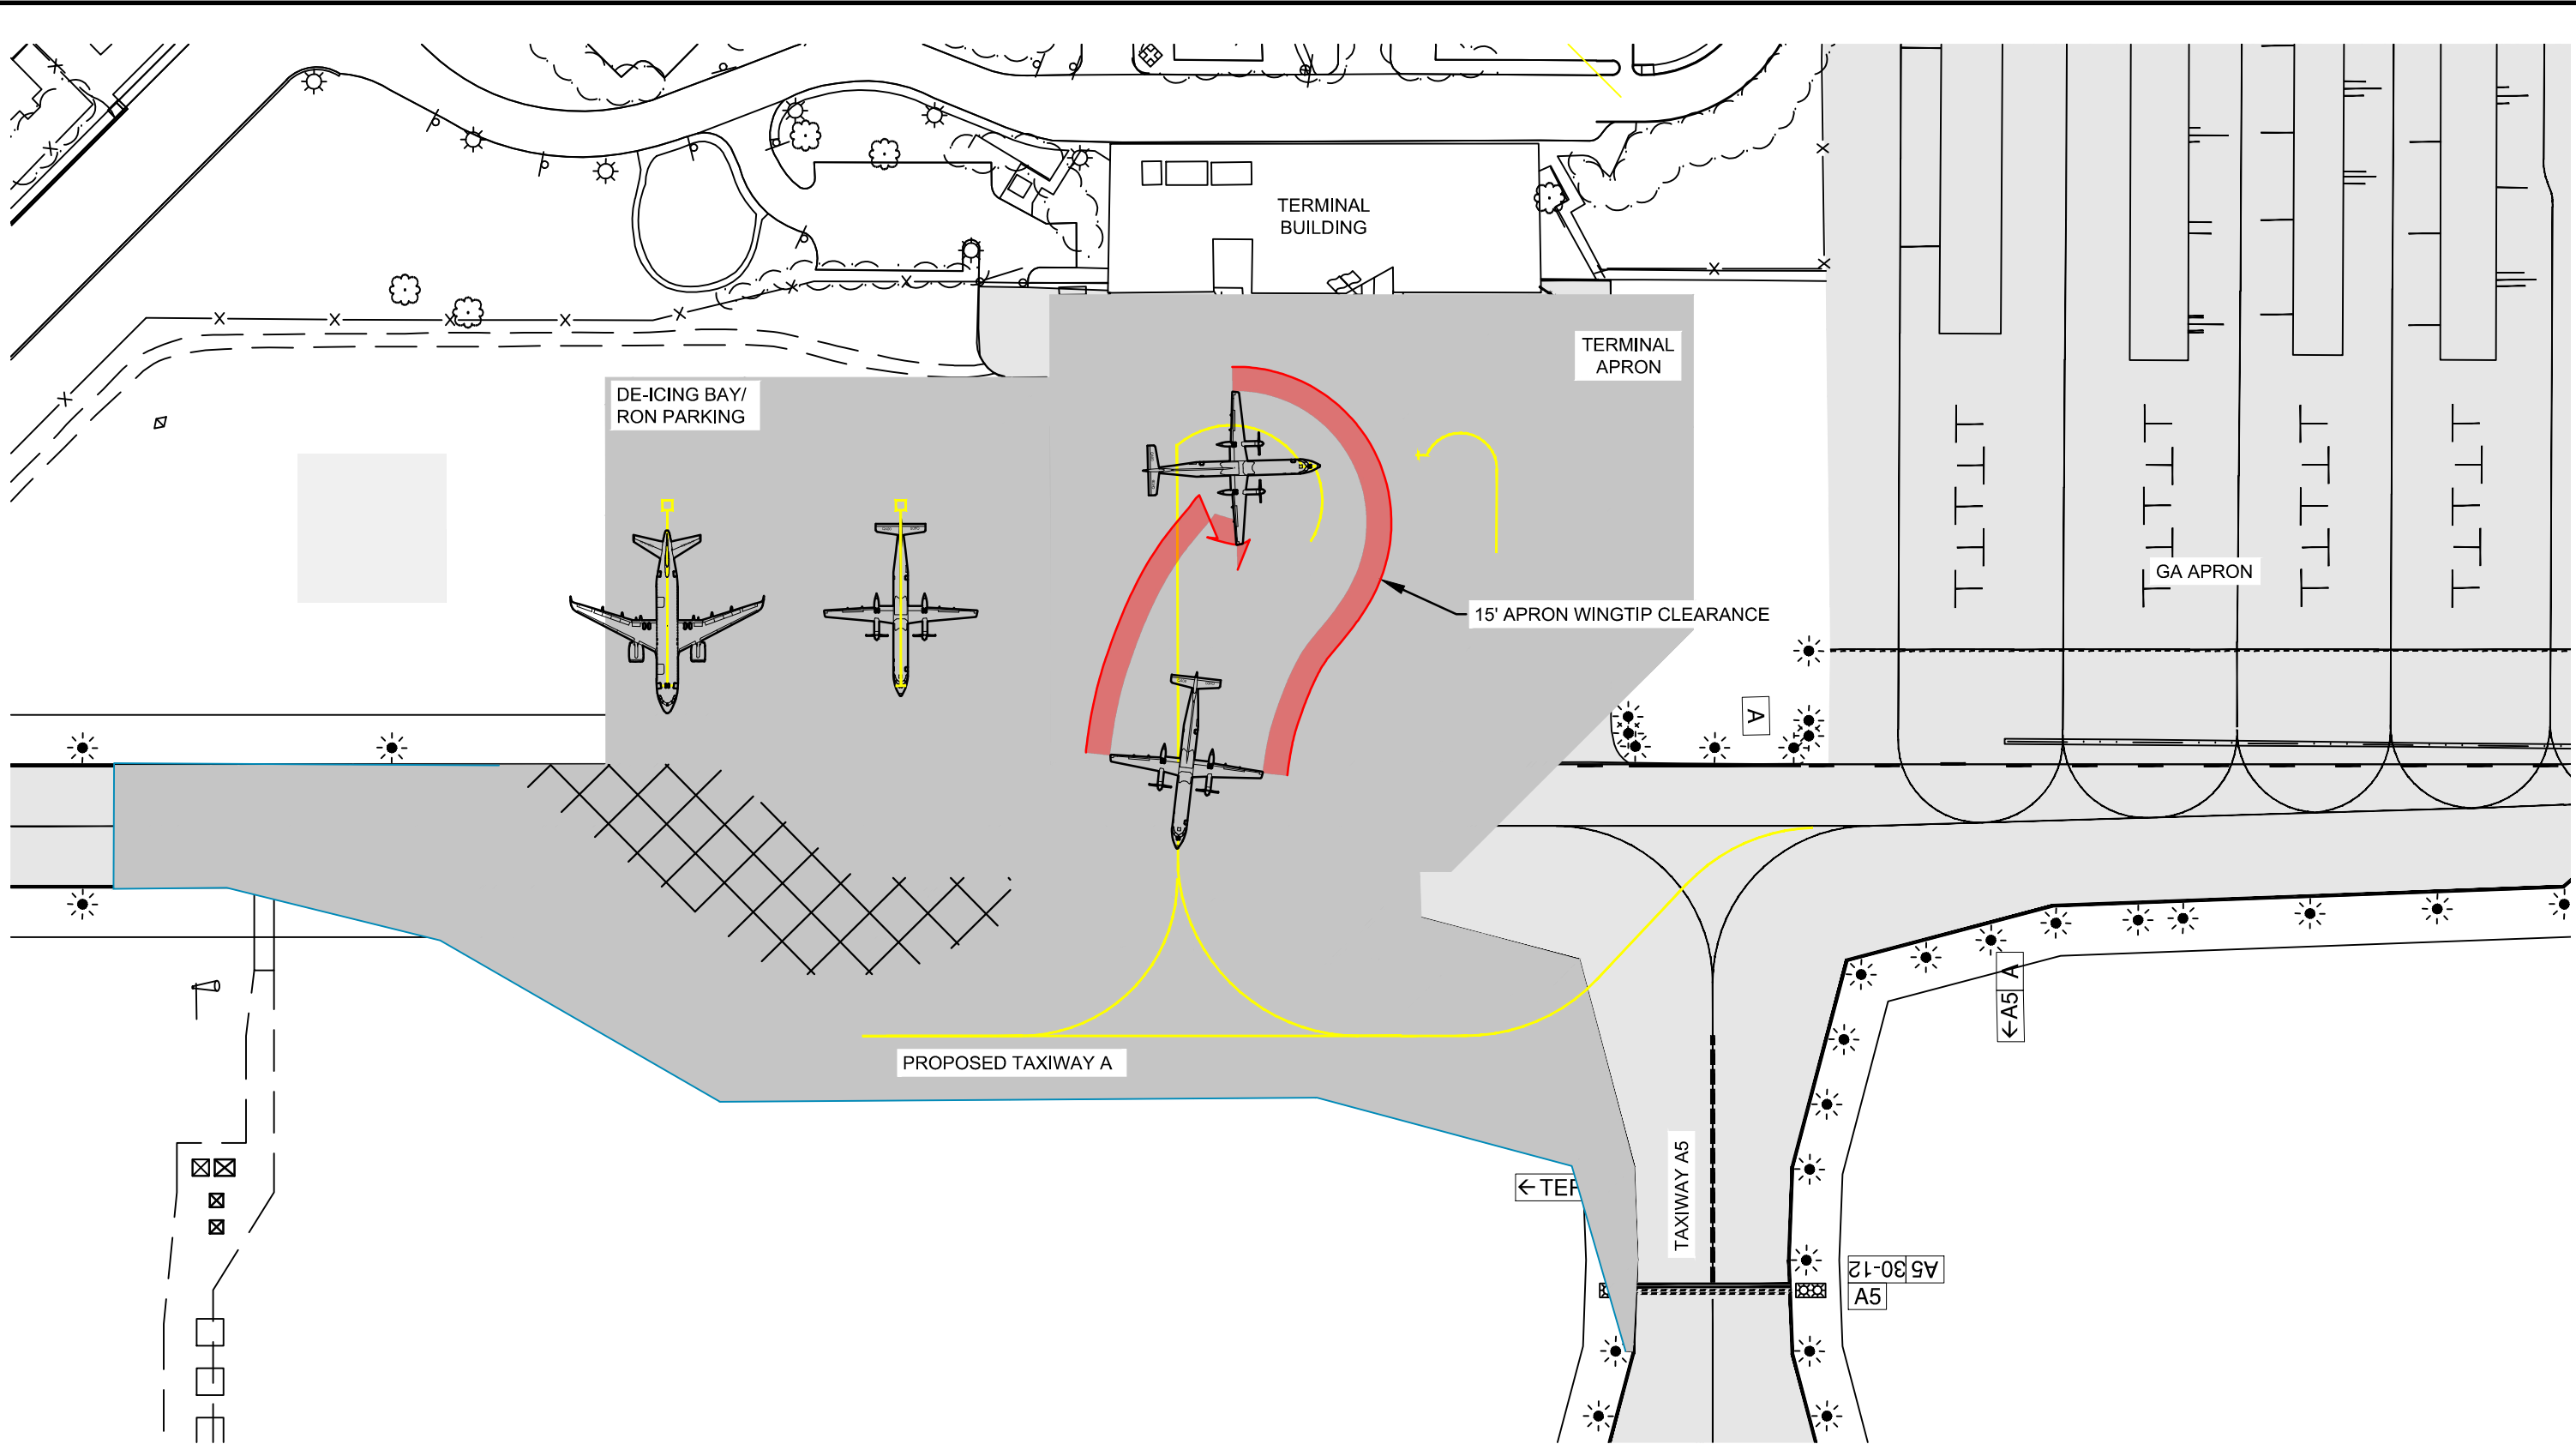 TERMINAL
BUILDING
TERMINAL
APRON
DE-ICING BAY/
RON PARKING
GA APRON
15' APRON WINGTIP CLEARANCE
A
A
←A5
PROPOSED TAXIWAY A
TAXIWAY A5
←TER
A5
30-12
A5